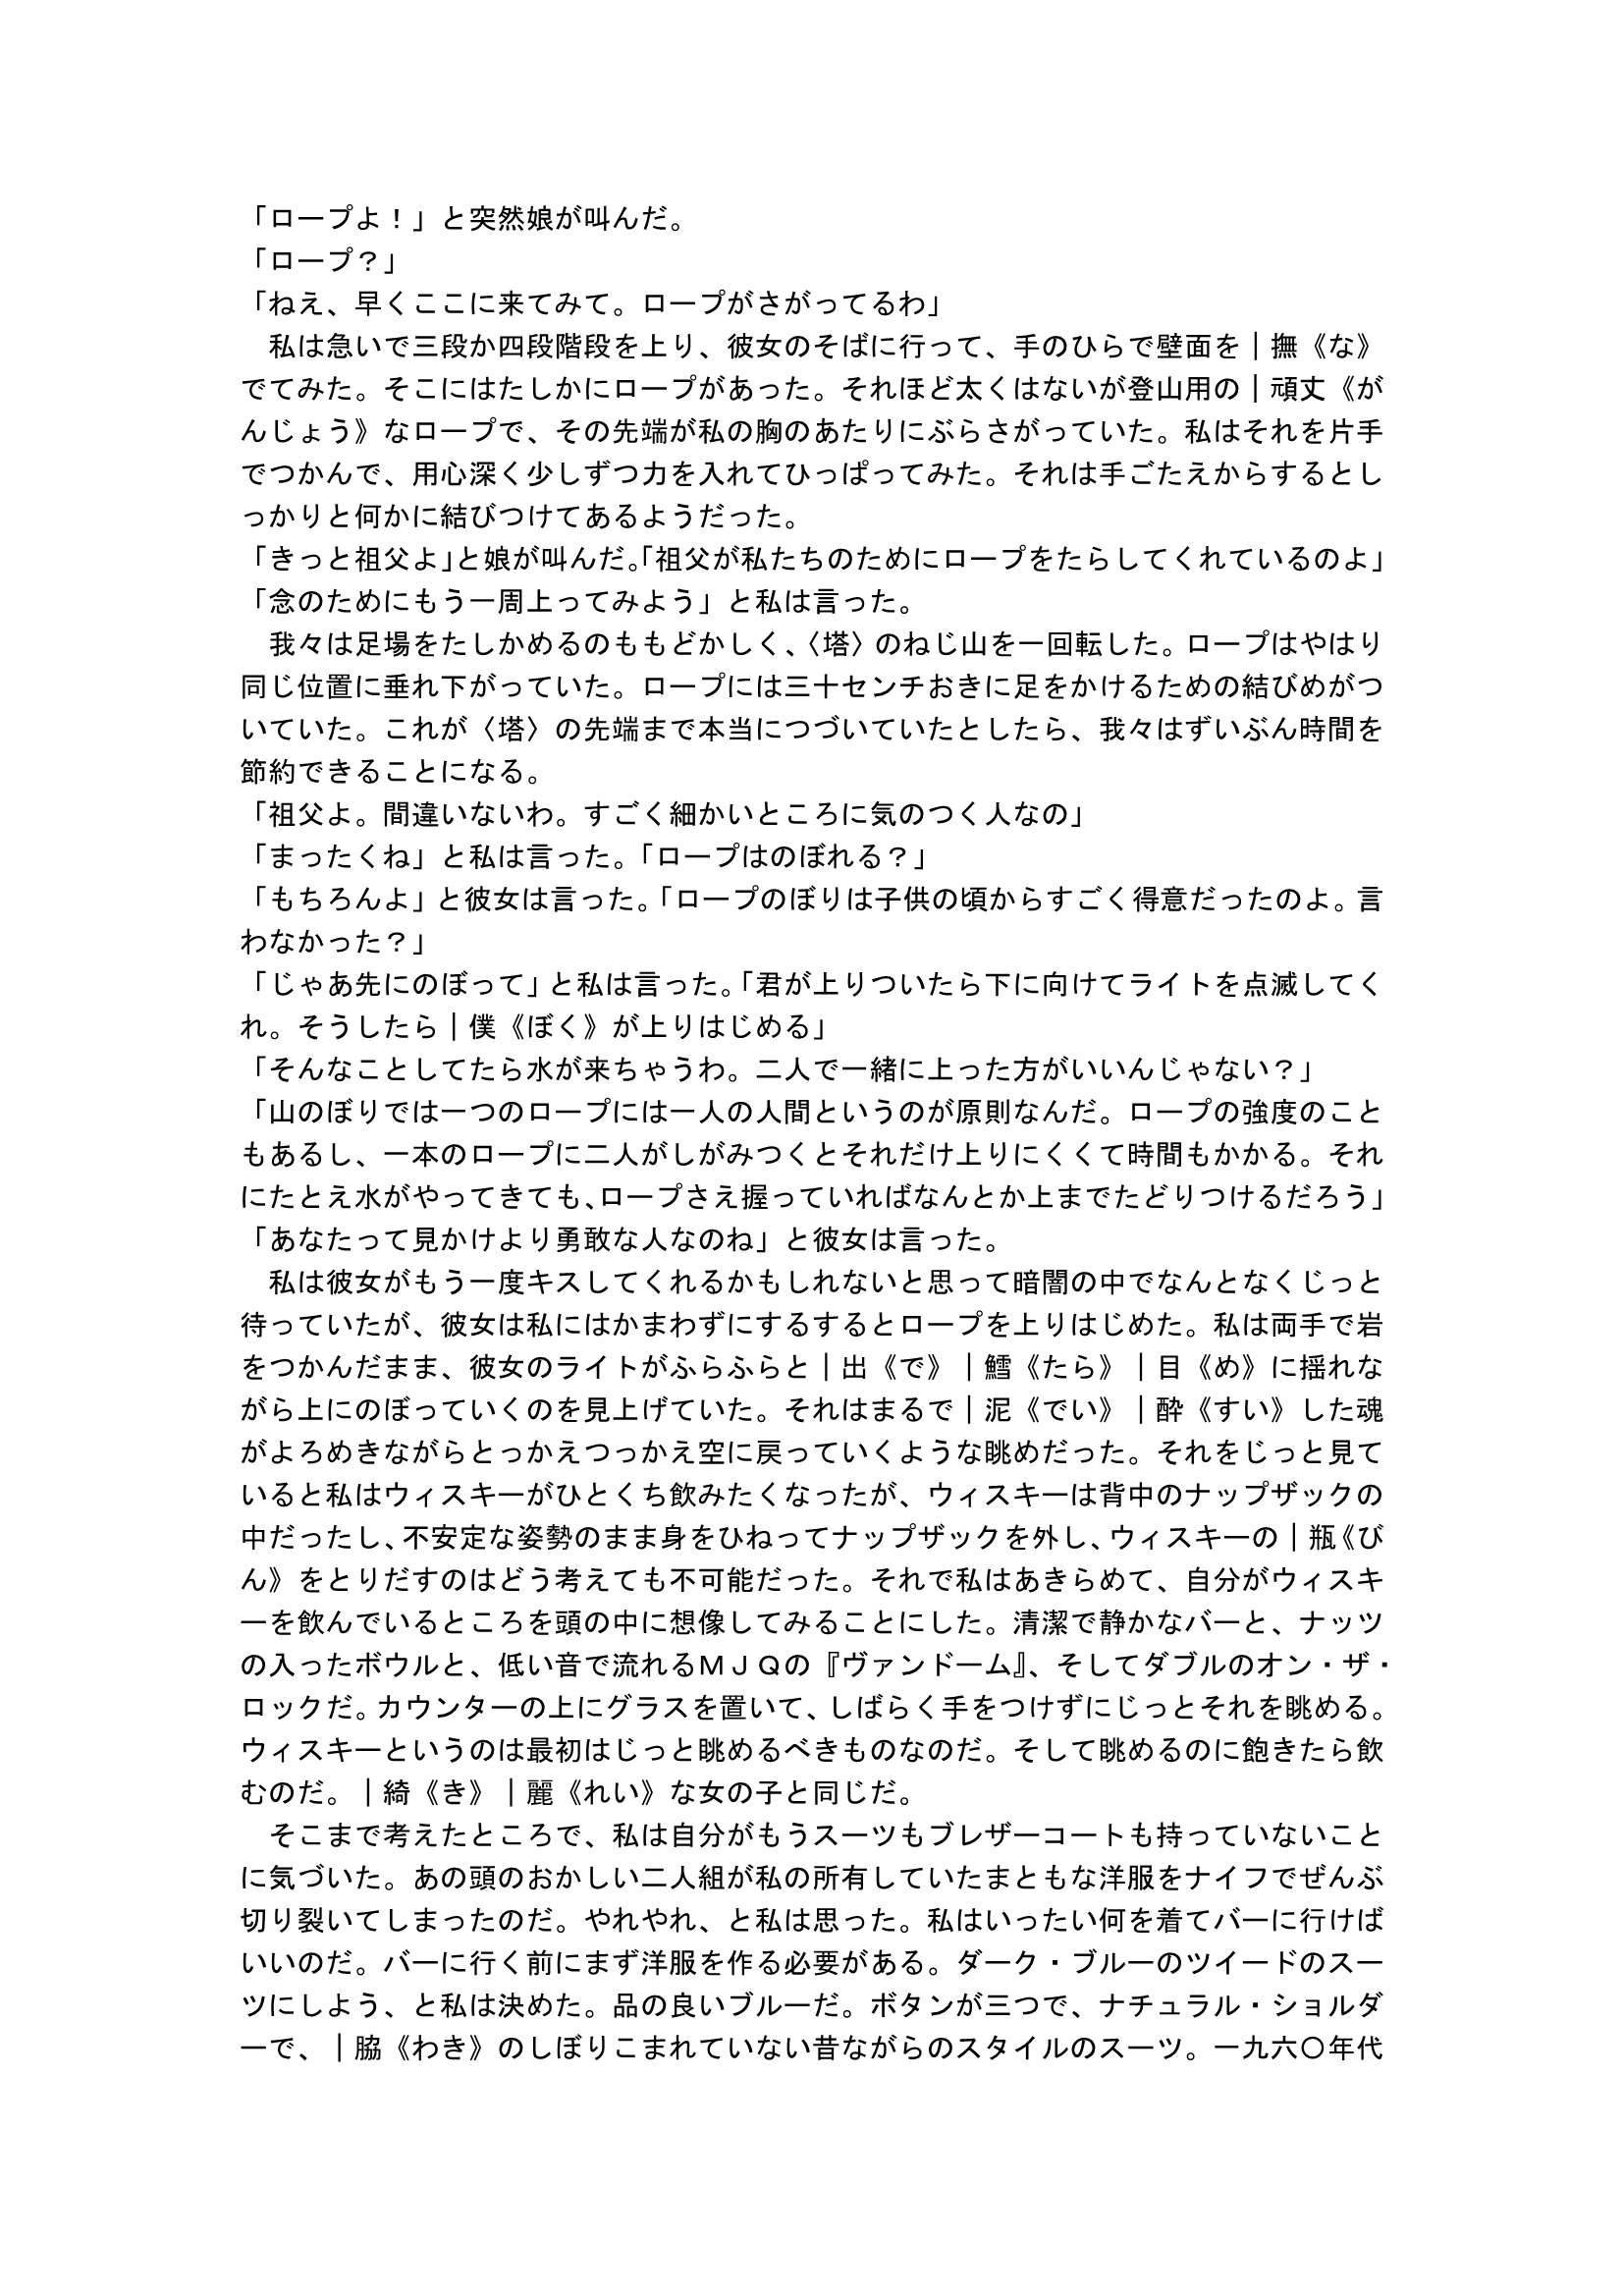 「ロープよ！」と突然娘が叫んだ。
「ロープ？」
「ねえ、早くここに来てみて。ロープがさがってるわ」
　私は急いで三段か四段階段を上り、彼女のそばに行って、手のひらで壁面を｜撫《な》
でてみた。そこにはたしかにロープがあった。それほど太くはないが登山用の｜頑丈《が
んじょう》なロープで、その先端が私の胸のあたりにぶらさがっていた。私はそれを片手
でつかんで、用心深く少しずつ力を入れてひっぱってみた。それは手ごたえからするとし
っかりと何かに結びつけてあるようだった。
「きっと祖父よ」と娘が叫んだ。「祖父が私たちのためにロープをたらしてくれているのよ」
「念のためにもう一周上ってみよう」と私は言った。
　我々は足場をたしかめるのももどかしく、〈塔〉のねじ山を一回転した。ロープはやはり
同じ位置に垂れ下がっていた。ロープには三十センチおきに足をかけるための結びめがつ
いていた。これが〈塔〉の先端まで本当につづいていたとしたら、我々はずいぶん時間を
節約できることになる。
「祖父よ。間違いないわ。すごく細かいところに気のつく人なの」
「まったくね」と私は言った。「ロープはのぼれる？」
「もちろんよ」と彼女は言った。「ロープのぼりは子供の頃からすごく得意だったのよ。言
わなかった？」
「じゃあ先にのぼって」と私は言った。「君が上りついたら下に向けてライトを点滅してく
れ。そうしたら｜僕《ぼく》が上りはじめる」
「そんなことしてたら水が来ちゃうわ。二人で一緒に上った方がいいんじゃない？」
「山のぼりでは一つのロープには一人の人間というのが原則なんだ。ロープの強度のこと
もあるし、一本のロープに二人がしがみつくとそれだけ上りにくくて時間もかかる。それ
にたとえ水がやってきても、ロープさえ握っていればなんとか上までたどりつけるだろう」
「あなたって見かけより勇敢な人なのね」と彼女は言った。
　私は彼女がもう一度キスしてくれるかもしれないと思って暗闇の中でなんとなくじっと
待っていたが、彼女は私にはかまわずにするするとロープを上りはじめた。私は両手で岩
をつかんだまま、彼女のライトがふらふらと｜出《で》｜鱈《たら》｜目《め》に揺れな
がら上にのぼっていくのを見上げていた。それはまるで｜泥《でい》｜酔《すい》した魂
がよろめきながらとっかえつっかえ空に戻っていくような眺めだった。それをじっと見て
いると私はウィスキーがひとくち飲みたくなったが、ウィスキーは背中のナップザックの
中だったし、不安定な姿勢のまま身をひねってナップザックを外し、ウィスキーの｜瓶《び
ん》をとりだすのはどう考えても不可能だった。それで私はあきらめて、自分がウィスキ
ーを飲んでいるところを頭の中に想像してみることにした。清潔で静かなバーと、ナッツ
の入ったボウルと、低い音で流れるＭＪＱの『ヴァンドーム』、そしてダブルのオン・ザ・
ロックだ。カウンターの上にグラスを置いて、しばらく手をつけずにじっとそれを眺める。
ウィスキーというのは最初はじっと眺めるべきものなのだ。そして眺めるのに飽きたら飲
むのだ。｜綺《き》｜麗《れい》な女の子と同じだ。
　そこまで考えたところで、私は自分がもうスーツもブレザーコートも持っていないこと
に気づいた。あの頭のおかしい二人組が私の所有していたまともな洋服をナイフでぜんぶ
切り裂いてしまったのだ。やれやれ、と私は思った。私はいったい何を着てバーに行けば
いいのだ。バーに行く前にまず洋服を作る必要がある。ダーク・ブルーのツイードのスー
ツにしよう、と私は決めた。品の良いブルーだ。ボタンが三つで、ナチュラル・ショルダ
ーで、｜脇《わき》のしぼりこまれていない昔ながらのスタイルのスーツ。一九六〇年代